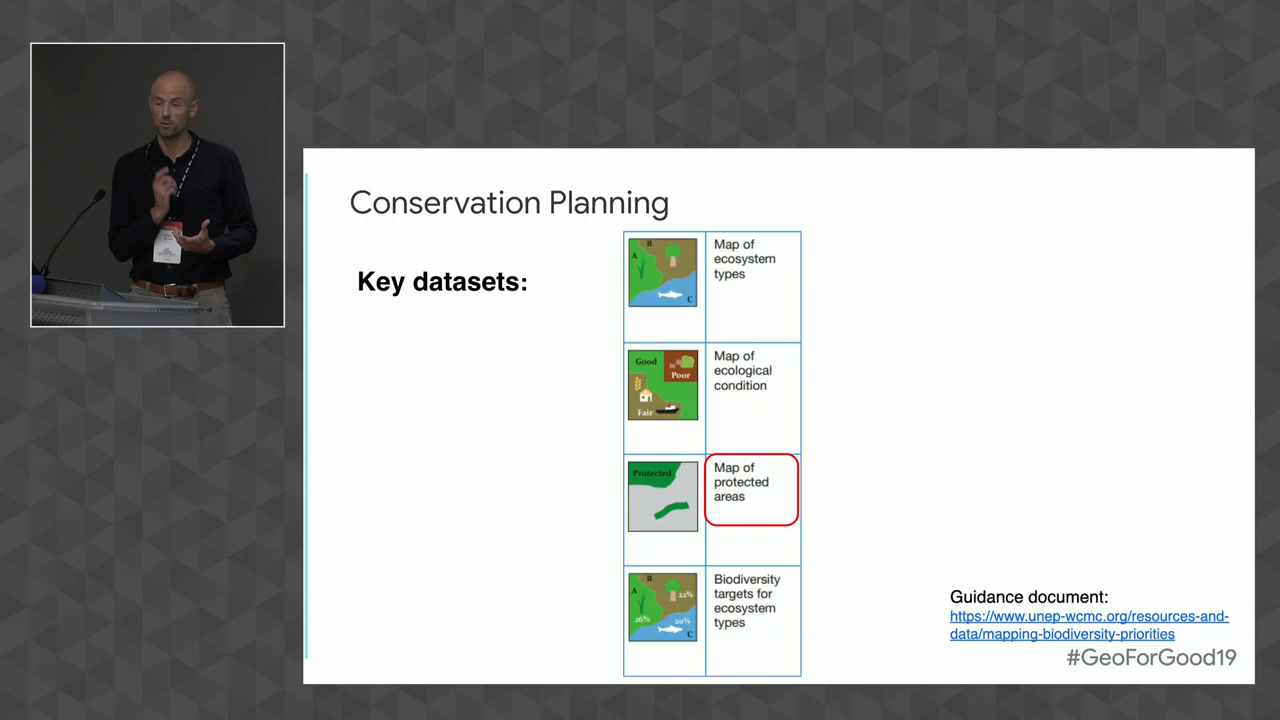 Conservation Planning
Key datasets:
B
A
C
Map of
ecosystem
types
Good
Poor
Fair
Map of
ecological
condition
Protected
Map of
protected
areas
B
A
22%
26%
20%
C
Biodiversity
targets for
ecosystem
types
Guidance document:
https://www.unep-wcmc.org/resources-and-
data/mapping-biodiversity-priorities
#GeoForGood19